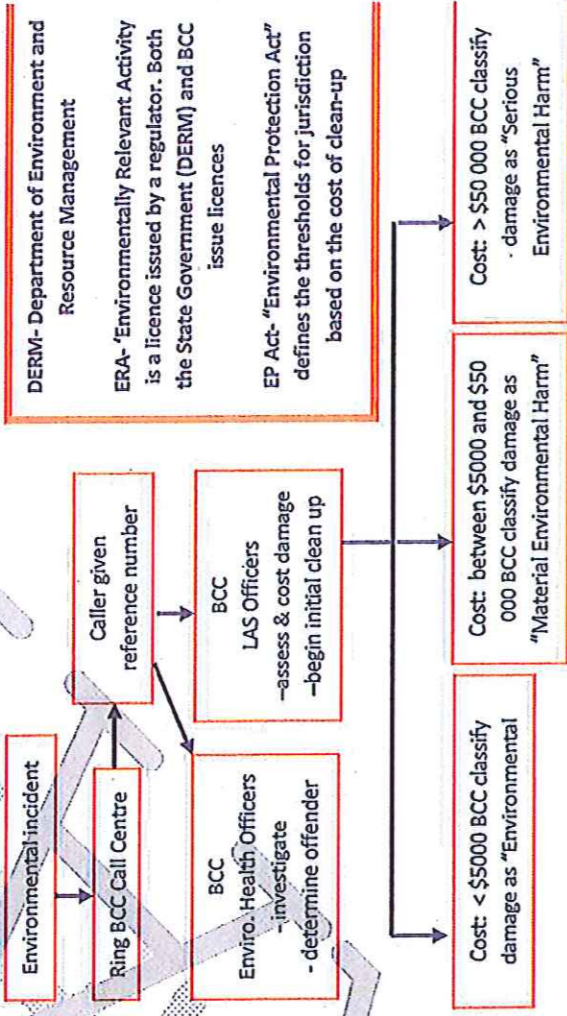 Environmental incident
Ring BCC Call Centre
Caller given
reference number
BCC
Enviro. Health Officers
- investigate
- determine offender
BCC
LAS Officers
–assess & cost damage
–begin initial clean up
DERM- Department of Environment and
Resource Management
ERA- ‘Environmentally Relevant Activity
is a licence issued by a regulator. Both
the State Government (DERM) and BCC
issue licences
EP Act- “Environmental Protection Act”
defines the thresholds for jurisdiction
based on the cost of clean-up
Cost: < $5000 BCC classify
damage as “Environmental
Cost: between $5000 and $50
000 BCC classify damage as
“Material Environmental Harm”
Cost: > $50 000 BCC classify
damage as “Serious
Environmental Harm”